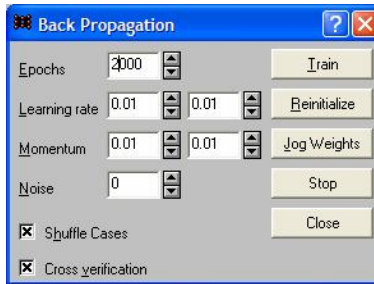 Back Propagation
Epochs 2000 Train
Learning rate 0.01 0.01 Reinitialize
Momentum 0.01 0.01 Jog Weights
Noise 0 Stop
Shuffle Cases Close
Cross verification